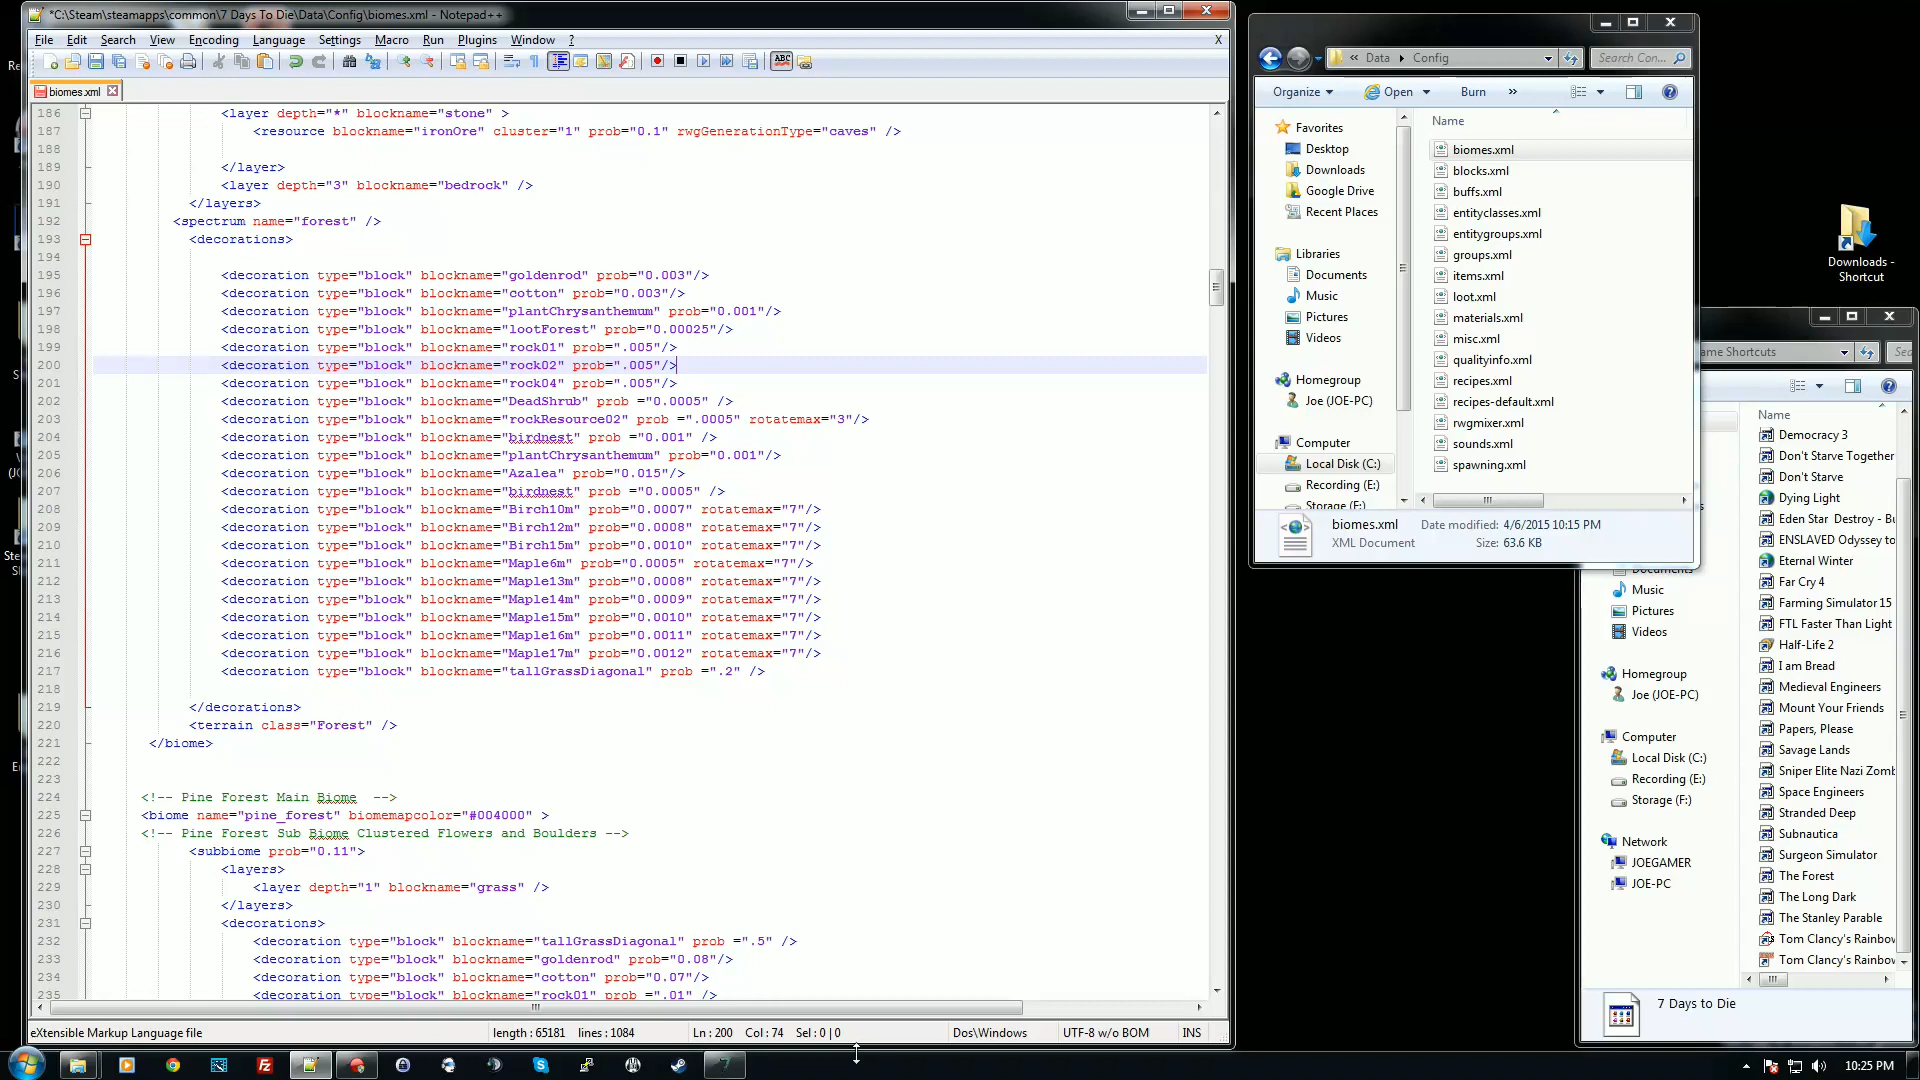 *C:\Steam\steamapps\common\7 Days To Die\Data\Config\biomes.xml - Notepad++
File Edit Search View Encoding Language Settings Macro Run Plugins Window ? X
biomes.xml
186 <layer depth="*" blockname="stone" >
187 <resource blockname="ironOre" cluster="1" prob="0.1" rwgGenerationType="caves" />
188
189 </layer>
190 <layer depth="3" blockname="bedrock" />
191 </layers>
192 <spectrum name="forest" />
193 <decorations>
194
195 <decoration type="block" blockname="goldenrod" prob="0.003"/>
196 <decoration type="block" blockname="cotton" prob="0.003"/>
197 <decoration type="block" blockname="plantChrysanthemum" prob="0.001"/>
198 <decoration type="block" blockname="lootForest" prob="0.00025"/>
199 <decoration type="block" blockname="rock01" prob=".005"/>
200 <decoration type="block" blockname="rock02" prob=".005"/>
201 <decoration type="block" blockname="rock04" prob=".005"/>
202 <decoration type="block" blockname="DeadShrub" prob ="0.0005" />
203 <decoration type="block" blockname="rockResource02" prob =".0005" rotatemax="3"/>
204 <decoration type="block" blockname="birdnest" prob ="0.001" />
205 <decoration type="block" blockname="plantChrysanthemum" prob="0.001"/>
206 <decoration type="block" blockname="Azalea" prob="0.015"/>
207 <decoration type="block" blockname="birdnest" prob ="0.0005" />
208 <decoration type="block" blockname="Birch10m" prob="0.0007" rotatemax="7"/>
209 <decoration type="block" blockname="Birch12m" prob="0.0008" rotatemax="7"/>
210 <decoration type="block" blockname="Birch15m" prob="0.0010" rotatemax="7"/>
211 <decoration type="block" blockname="Maple6m" prob="0.0005" rotatemax="7"/>
212 <decoration type="block" blockname="Maple13m" prob="0.0008" rotatemax="7"/>
213 <decoration type="block" blockname="Maple14m" prob="0.0009" rotatemax="7"/>
214 <decoration type="block" blockname="Maple15m" prob="0.0010" rotatemax="7"/>
215 <decoration type="block" blockname="Maple16m" prob="0.0011" rotatemax="7"/>
216 <decoration type="block" blockname="Maple17m" prob="0.0012" rotatemax="7"/>
217 <decoration type="block" blockname="tallGrassDiagonal" prob =".2" />
218
219 </decorations>
220 <terrain class="Forest" />
221 </biome>
222
223
224 <!-- Pine Forest Main Biome -->
225 <biome name="pine_forest" biomemapcolor="#004000" >
226 <!-- Pine Forest Sub Biome Clustered Flowers and Boulders -->
227 <subbiome prob="0.11">
228 <layers>
229 <layer depth="1" blockname="grass" />
230 </layers>
231 <decorations>
232 <decoration type="block" blockname="tallGrassDiagonal" prob =".5" />
233 <decoration type="block" blockname="goldenrod" prob="0.08"/>
234 <decoration type="block" blockname="cotton" prob="0.07"/>
235 <decoration type="block" blockname="rock01" prob =".01" />
eXtensible Markup Language file length : 65181 lines : 1084 Ln : 200 Col : 74 Sel : 0 | 0 Dos\Windows UTF-8 w/o BOM INS
« Data Config Search Con...
Organize Open Burn »
Favorites
Desktop
Downloads
Google Drive
Recent Places
Libraries
Documents
Music
Pictures
Videos
Homegroup
Joe (JOE-PC)
Computer
Local Disk (C:)
Recording (E:)
Storage (F:)
Name
biomes.xml
blocks.xml
buffs.xml
entityclasses.xml
entitygroups.xml
groups.xml
items.xml
loot.xml
materials.xml
misc.xml
qualityinfo.xml
recipes.xml
recipes-default.xml
rwgmixer.xml
sounds.xml
spawning.xml
biomes.xml Date modified: 4/6/2015 10:15 PM
XML Document Size: 63.6 KB
Downloads -
Shortcut
ame Shortcuts Sea
Documents
Music
Pictures
Videos
Homegroup
Joe (JOE-PC)
Computer
Local Disk (C:)
Recording (E:)
Storage (F:)
Network
JOEGAMER
JOE-PC
Name
Democracy 3
Don't Starve Together
Don't Starve
Dying Light
Eden Star Destroy - Bu
ENSLAVED Odyssey to
Eternal Winter
Far Cry 4
Farming Simulator 15
FTL Faster Than Light
Half-Life 2
I am Bread
Medieval Engineers
Mount Your Friends
Papers, Please
Savage Lands
Sniper Elite Nazi Zomb
Space Engineers
Stranded Deep
Subnautica
Surgeon Simulator
The Forest
The Long Dark
The Stanley Parable
Tom Clancy's Rainbow
Tom Clancy's Rainbow
7 Days to Die
10:25 PM